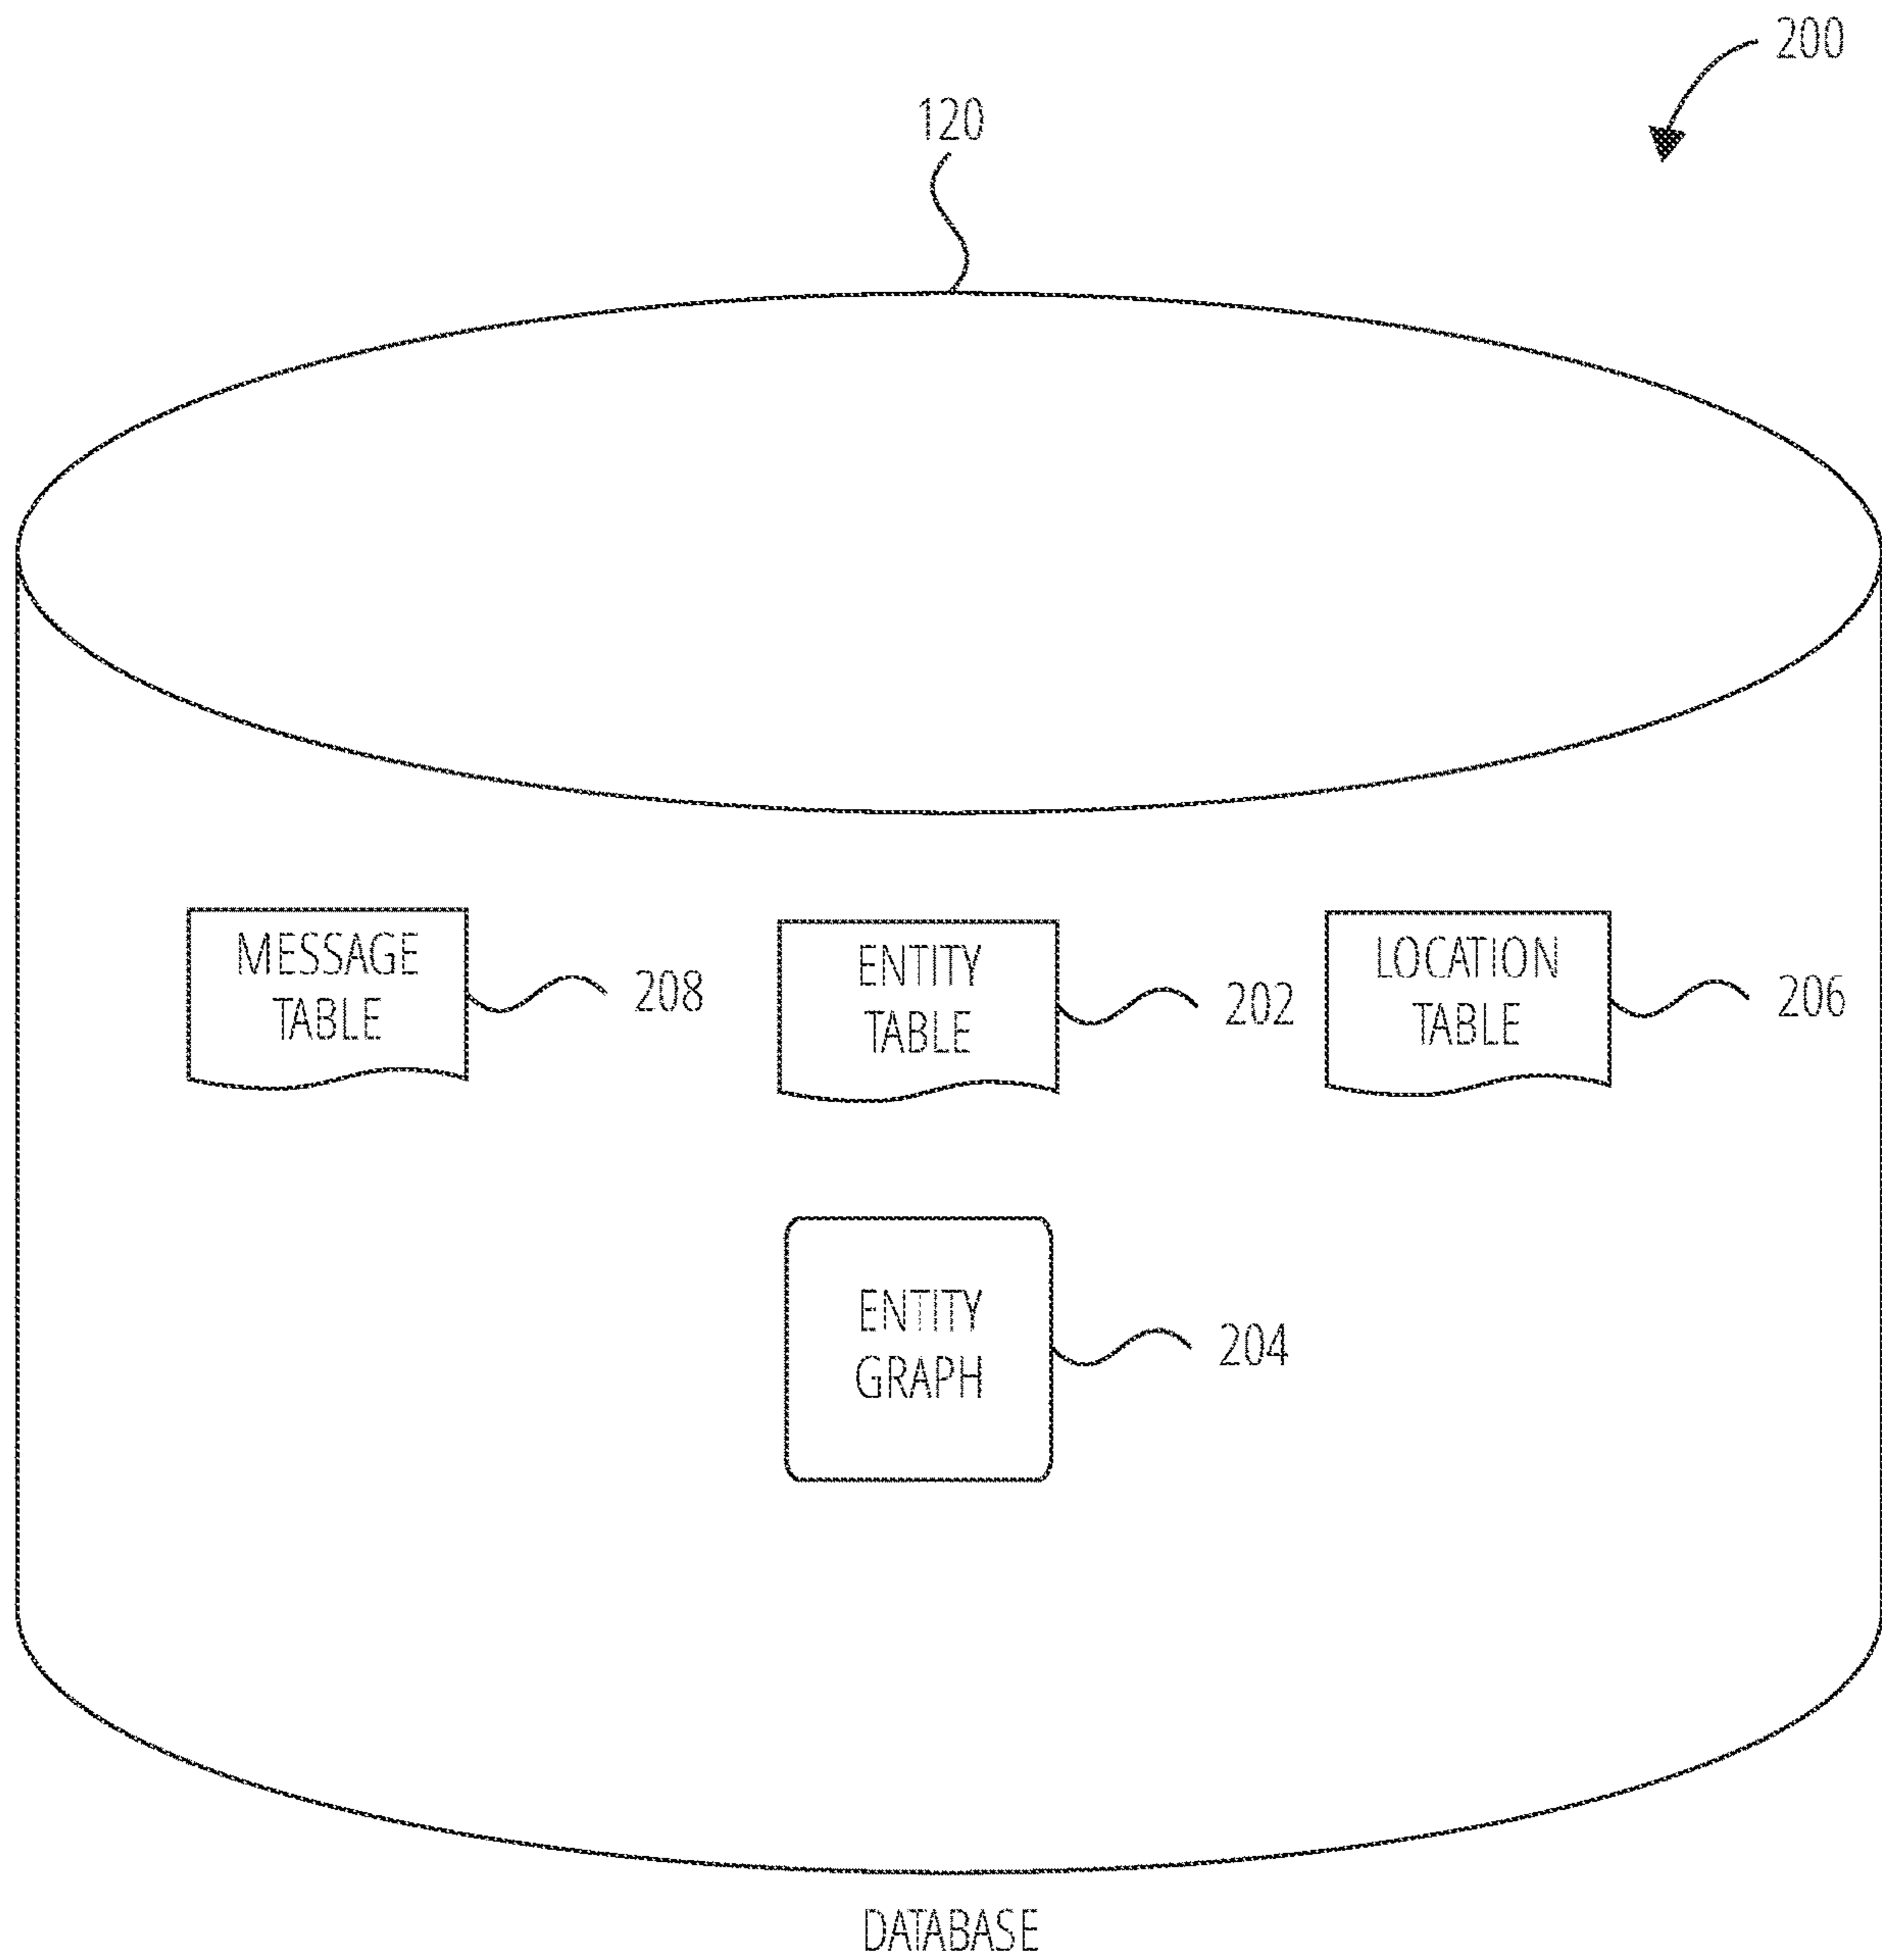 200
120
MESSAGE
TABLE
208
ENTITY
TABLE
202
LOCATION
TABLE
206
ENTITY
GRAPH
204
DATABASE